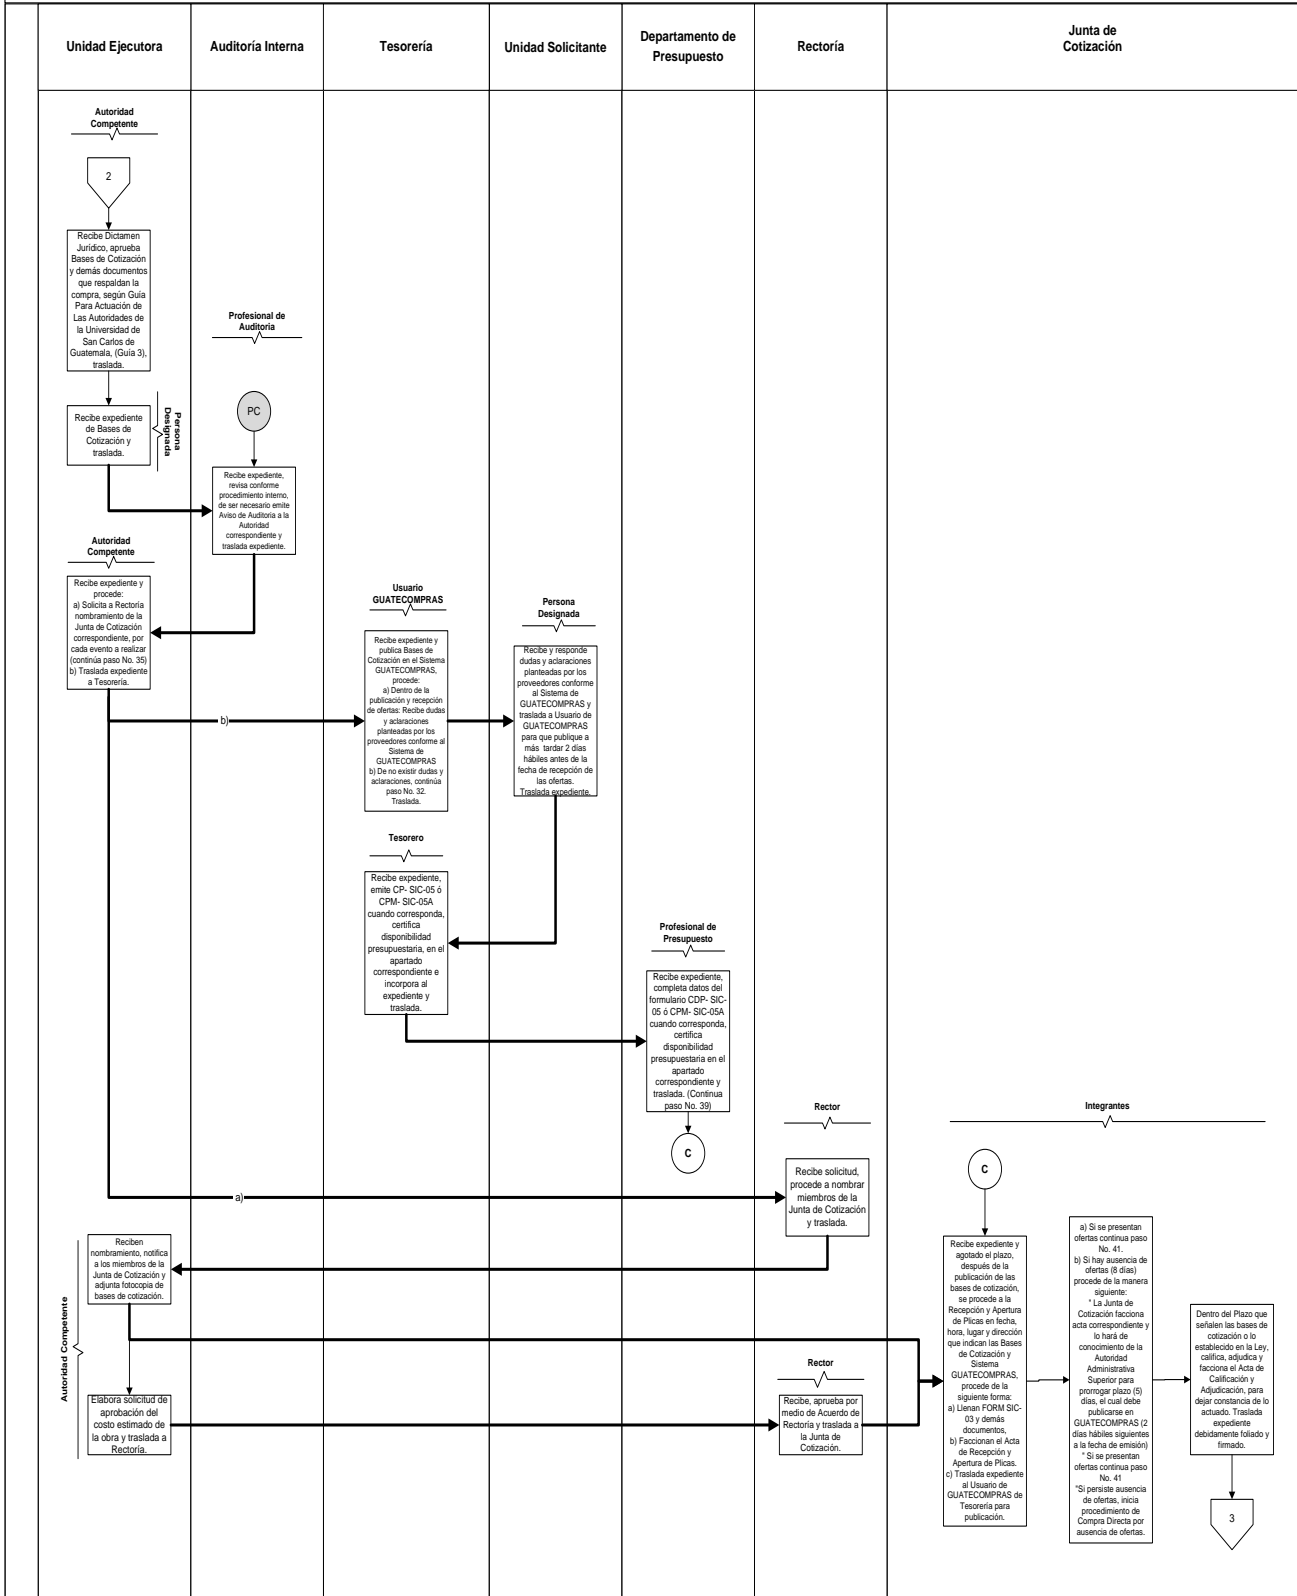 Unidad Ejecutora
Auditoría Interna
Tesorería
Unidad Solicitante
Departamento de
Presupuesto
Rectoría
Junta de
Cotización
Autoridad
Competente
2
Recibe Dictamen
Jurídico, aprueba
Bases de Cotización
y demás documentos
que respaldan la
compra, según Guía
Para Actuación de
Las Autoridades de
la Universidad de
San Carlos de
Guatemala, (Guía 3),
traslada.
Persona
Designada
Recibe expediente
de Bases de
Cotización y
traslada.
Profesional de
Auditoria
PC
Recibe expediente,
revisa conforme
procedimiento interno,
de ser necesario emite
Aviso de Auditoria a la
Autoridad
correspondiente y
traslada expediente.
Autoridad
Competente
Recibe expediente y
procede:
a) Solicita a Rectoría
nombramiento de la
Junta de Cotización
correspondiente, por
cada evento a realizar
(continúa paso No. 35)
b) Traslada expediente
a Tesorería.
b)
Usuario
GUATECOMPRAS
Recibe expediente y
publica Bases de
Cotización en el Sistema
GUATECOMPRAS,
procede:
a) Dentro de la
publicación y recepción
de ofertas: Recibe dudas
y aclaraciones
planteadas por los
proveedores conforme al
Sistema de
GUATECOMPRAS
b) De no existir dudas y
aclaraciones, continúa
paso No. 32.
Traslada.
Persona
Designada
Recibe y responde
dudas y aclaraciones
planteadas por los
proveedores conforme
al Sistema de
GUATECOMPRAS y
traslada a Usuario de
GUATECOMPRAS
para que publique a
más tardar 2 días
hábiles antes de la
fecha de recepción de
las ofertas.
Traslada expediente.
Tesorero
Recibe expediente,
emite CP- SIC-05 ó
CPM- SIC-05A
cuando corresponda,
certifica
disponibilidad
presupuestaria, en el
apartado
correspondiente e
incorpora al
expediente y
traslada.
Profesional de
Presupuesto
Recibe expediente,
completa datos del
formulario CDP- SIC-
05 ó CPM- SIC-05A
cuando corresponda,
certifica
disponibilidad
presupuestaria en el
apartado
correspondiente y
traslada. (Continua
paso No. 39)
C
a)
Rector
Recibe solicitud,
procede a nombrar
miembros de la
Junta de Cotización
y traslada.
Autoridad Competente
Reciben
nombramiento, notifica
a los miembros de la
Junta de Cotización y
adjunta fotocopia de
bases de cotización.
Elabora solicitud de
aprobación del
costo estimado de
la obra y traslada a
Rectoría.
Rector
Recibe, aprueba por
medio de Acuerdo de
Rectoría y traslada a
la Junta de
Cotización.
Integrantes
C
Recibe expediente y
agotado el plazo,
después de la
publicación de las
bases de cotización,
se procede a la
Recepción y Apertura
de Plicas en fecha,
hora, lugar y dirección
que indican las Bases
de Cotización y
Sistema
GUATECOMPRAS,
procede de la
siguiente forma:
a) Llenan FORM SIC-
03 y demás
documentos,
b) Faccionan el Acta
de Recepción y
Apertura de Plicas.
c) Traslada expediente
al Usuario de
GUATECOMPRAS de
Tesorería para
publicación.
a) Si se presentan
ofertas continua paso
No. 41.
b) Si hay ausencia de
ofertas (8 días)
procede de la manera
siguiente:
* La Junta de
Cotización facciona
acta correspondiente y
lo hará de
conocimiento de la
Autoridad
Administrativa
Superior para
prorrogar plazo (5)
días, el cual debe
publicarse en
GUATECOMPRAS (2
días hábiles siguientes
a la fecha de emisión)
* Si se presentan
ofertas continua paso
No. 41
*Si persiste ausencia
de ofertas, inicia
procedimiento de
Compra Directa por
ausencia de ofertas.
Dentro del Plazo que
señalen las bases de
cotización o lo
establecido en la Ley,
califica, adjudica y
facciona el Acta de
Calificación y
Adjudicación, para
dejar constancia de lo
actuado. Traslada
expediente
debidamente foliado y
firmado.
3